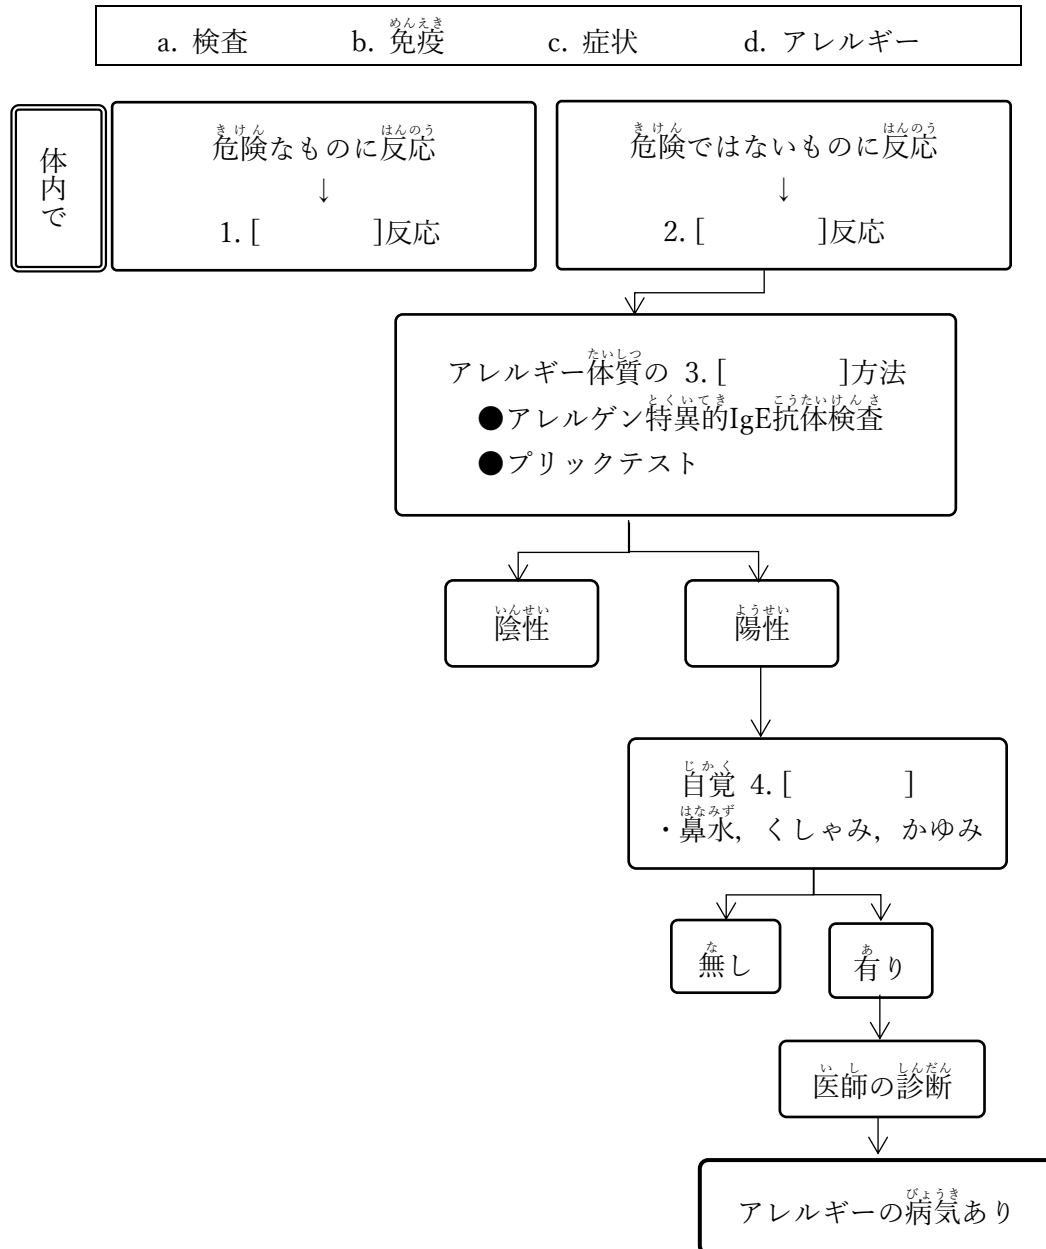 a. 検査 b. 免疫 c. 症状 d. アレルギー
体内で
危険なものに反応
↓
1. [ ]反応
危険ではないものに反応
↓
2. [ ]反応
アレルギー体質の 3. [ ]方法
●アレルゲン特異的IgE抗体検査
●プリックテスト
陰性
陽性
自覚 4. [ ]
・鼻水, くしゃみ, かゆみ
無し
有り
医師の診断
アレルギーの病気あり